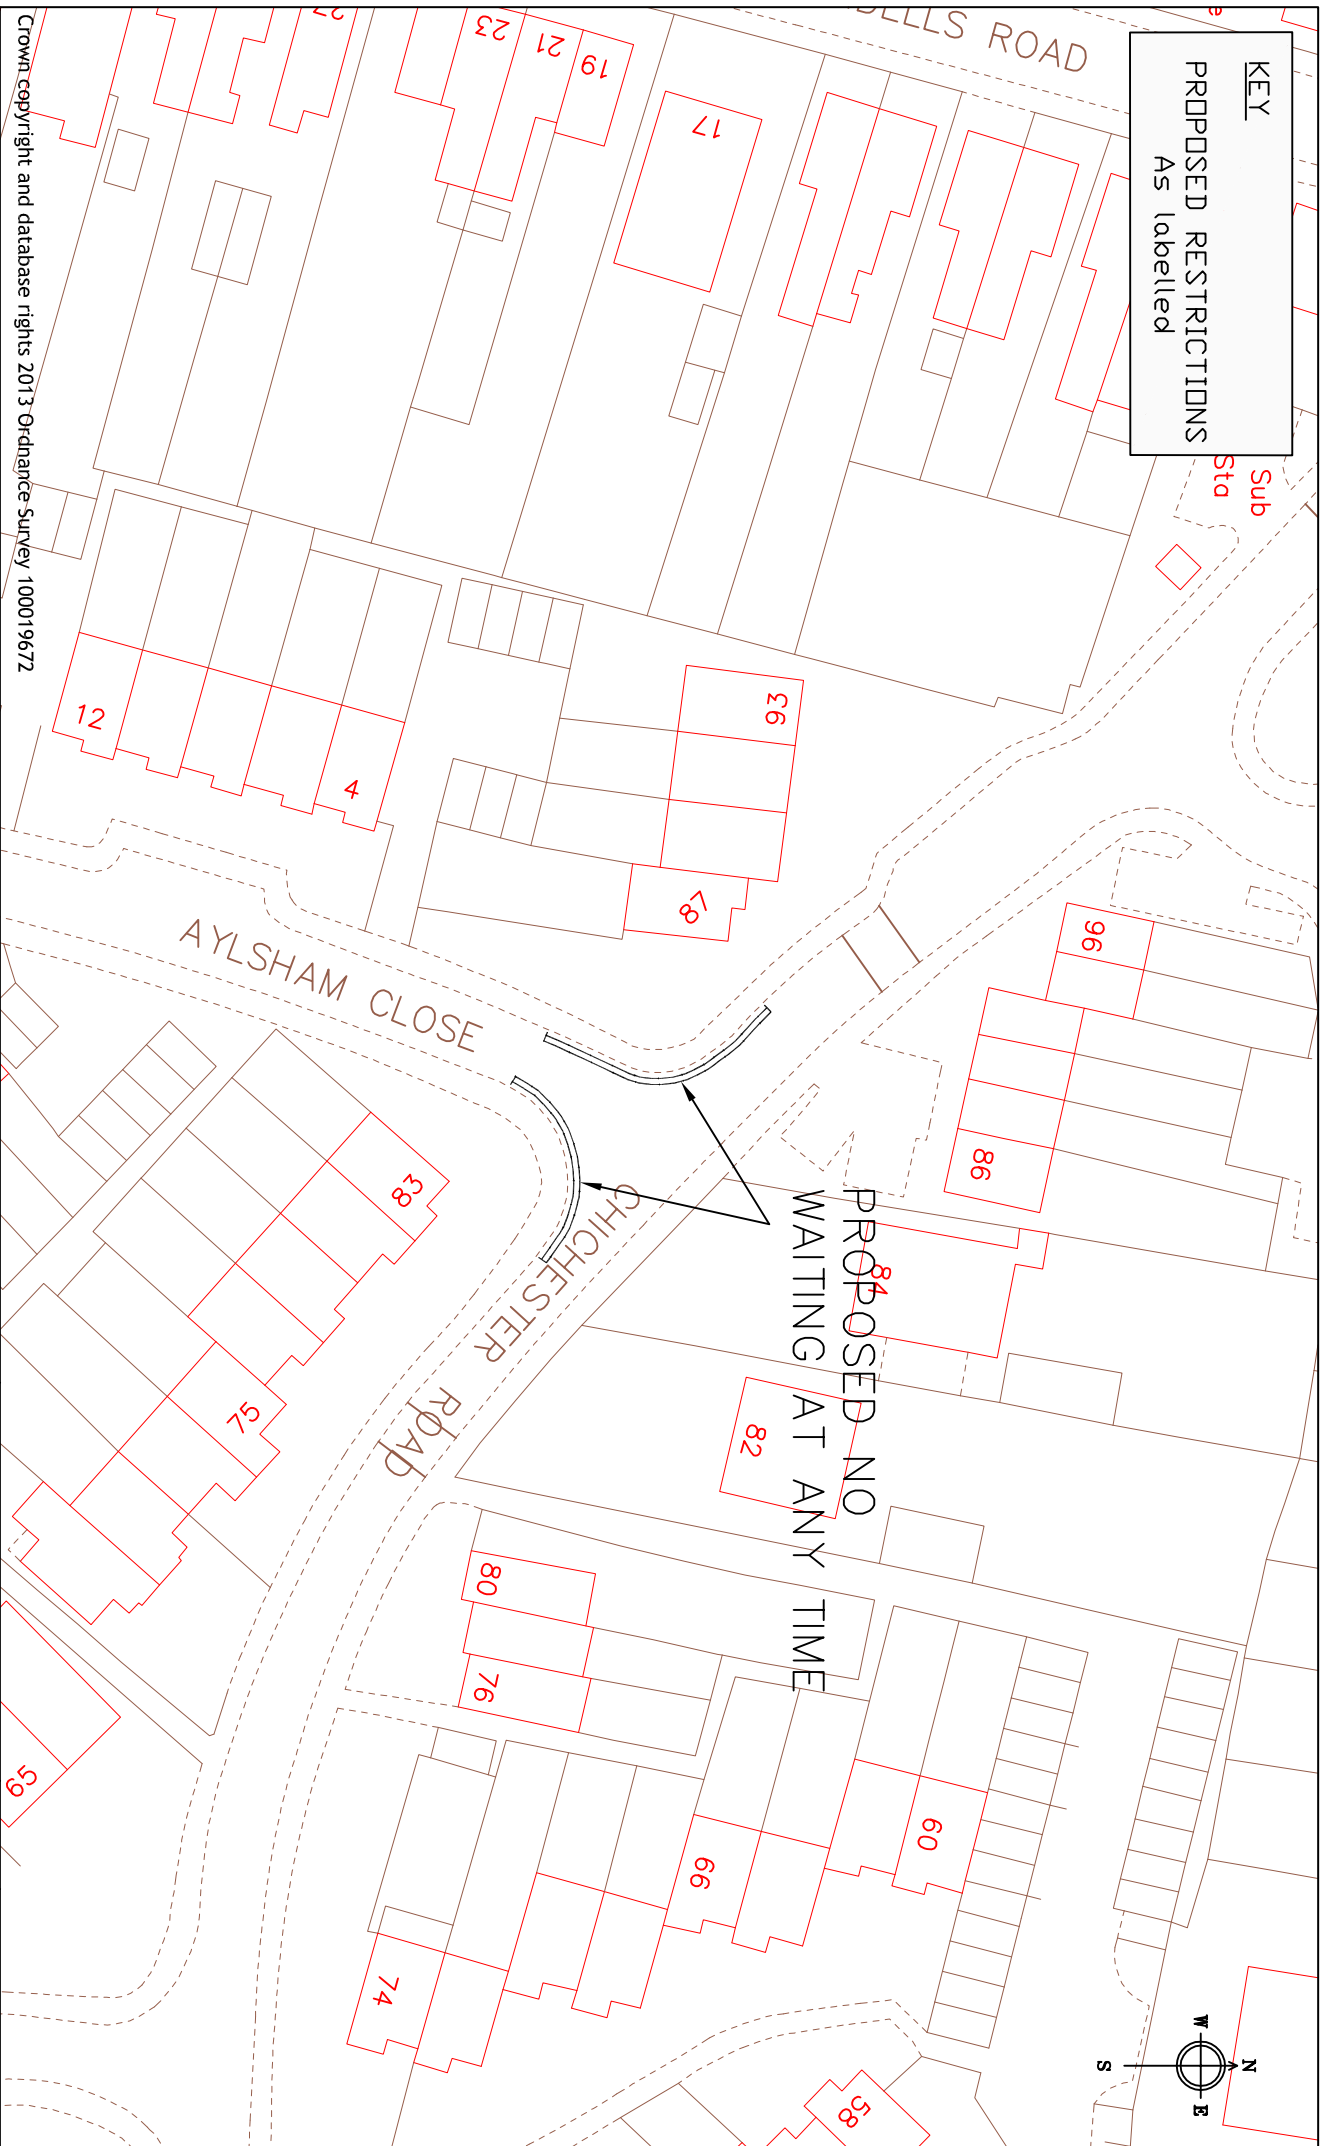 KEY
PROPOSED RESTRICTIONS
As labelled
DELLS ROAD
Sub
Sta
e
27
23
21
19
17
12
4
93
87
96
86
84
82
PROPOSED NO
WAITING AT ANY TIME
AYLSHAM CLOSE
CHICHESTER ROAD
83
75
65
80
76
74
66
60
58
N
W
E
S
Crown copyright and database rights 2013 Ordnance Survey 100019672